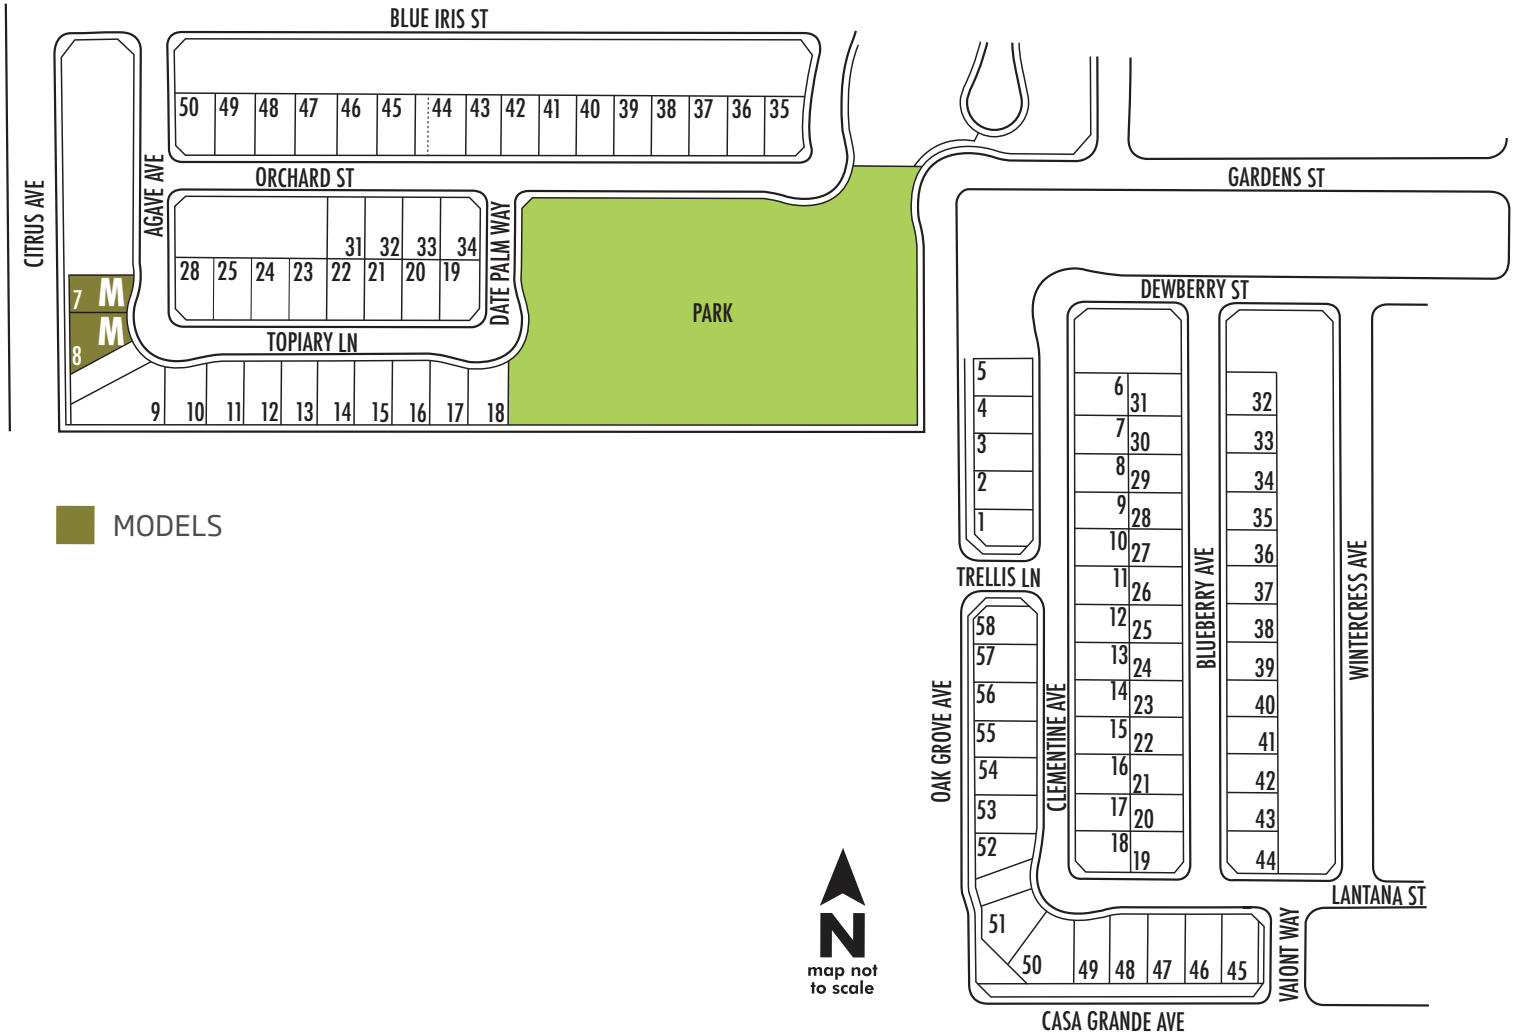 BLUE IRIS ST
50 49 48 47 46 45 44 43 42 41 40 39 38 37 36 35
ORCHARD ST
AGAVE AVE
CITRUS AVE
31 32 33 34
28 25 24 23 22 21 20 19
DATE PALM WAY
TOPIARY LN
7 M
8 M
9 10 11 12 13 14 15 16 17 18
PARK
MODELS
GARDENS ST
DEWBERRY ST
5
4
3
2
1
TRELLIS LN
58
57
56
55
54
53
52
51
50 49 48 47 46 45
OAK GROVE AVE
CLEMENTINE AVE
6 31
7 30
8 29
9 28
10 27
11 26
12 25
13 24
14 23
15 22
16 21
17 20
18 19
BLUEBERRY AVE
32
33
34
35
36
37
38
39
40
41
42
43
44
WINTERCRESS AVE
LANTANA ST
VAIONT WAY
CASA GRANDE AVE
N
map not
to scale